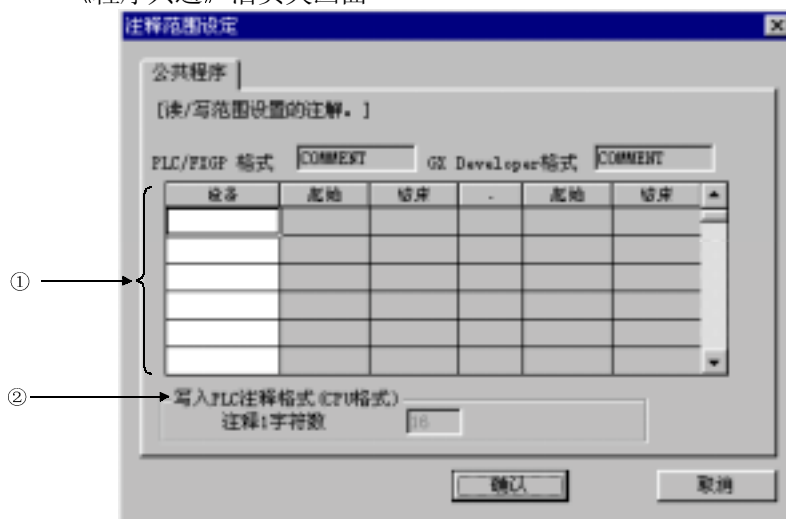 《程序共通》活页夹画面
注释范围设定
公共程序
[读/写范围设置的注解。]
PLC/FXGP 格式 COMMENT GX Developer格式 COMMENT
设备 起始 结束 - 起始 结束
①
② 写入PLC注释格式(CPU格式)
注释1字符数 16
确认 取消